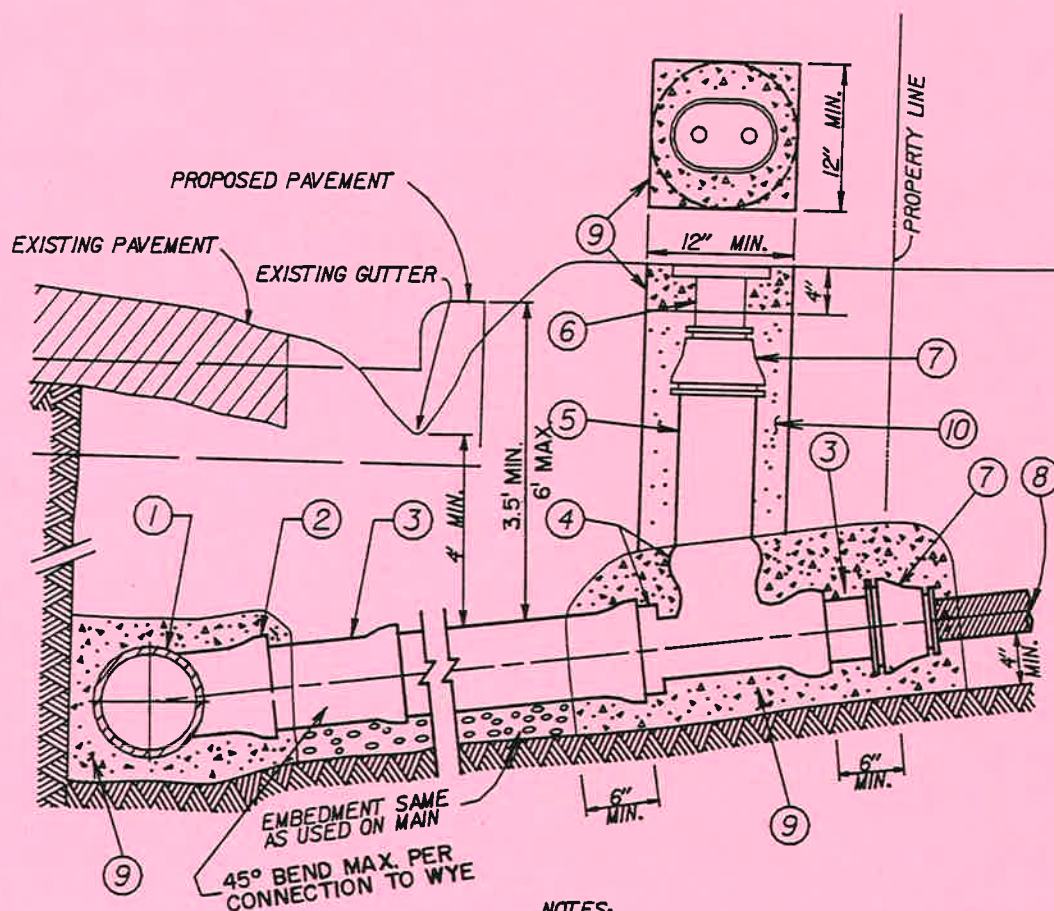 12" MIN.
PROPERTY LINE
PROPOSED PAVEMENT
9
EXISTING PAVEMENT
12" MIN.
EXISTING GUTTER
4"
6
7
5
10
3.5' MIN.
6' MAX
3
7
8
1
2
3
4' MIN.
4
4"
MIN.
6"
MIN.
6"
MIN.
9
EMBEDMENT SAME
AS USED ON MAIN
9
45° BEND MAX. PER
CONNECTION TO WYE
NOTES: